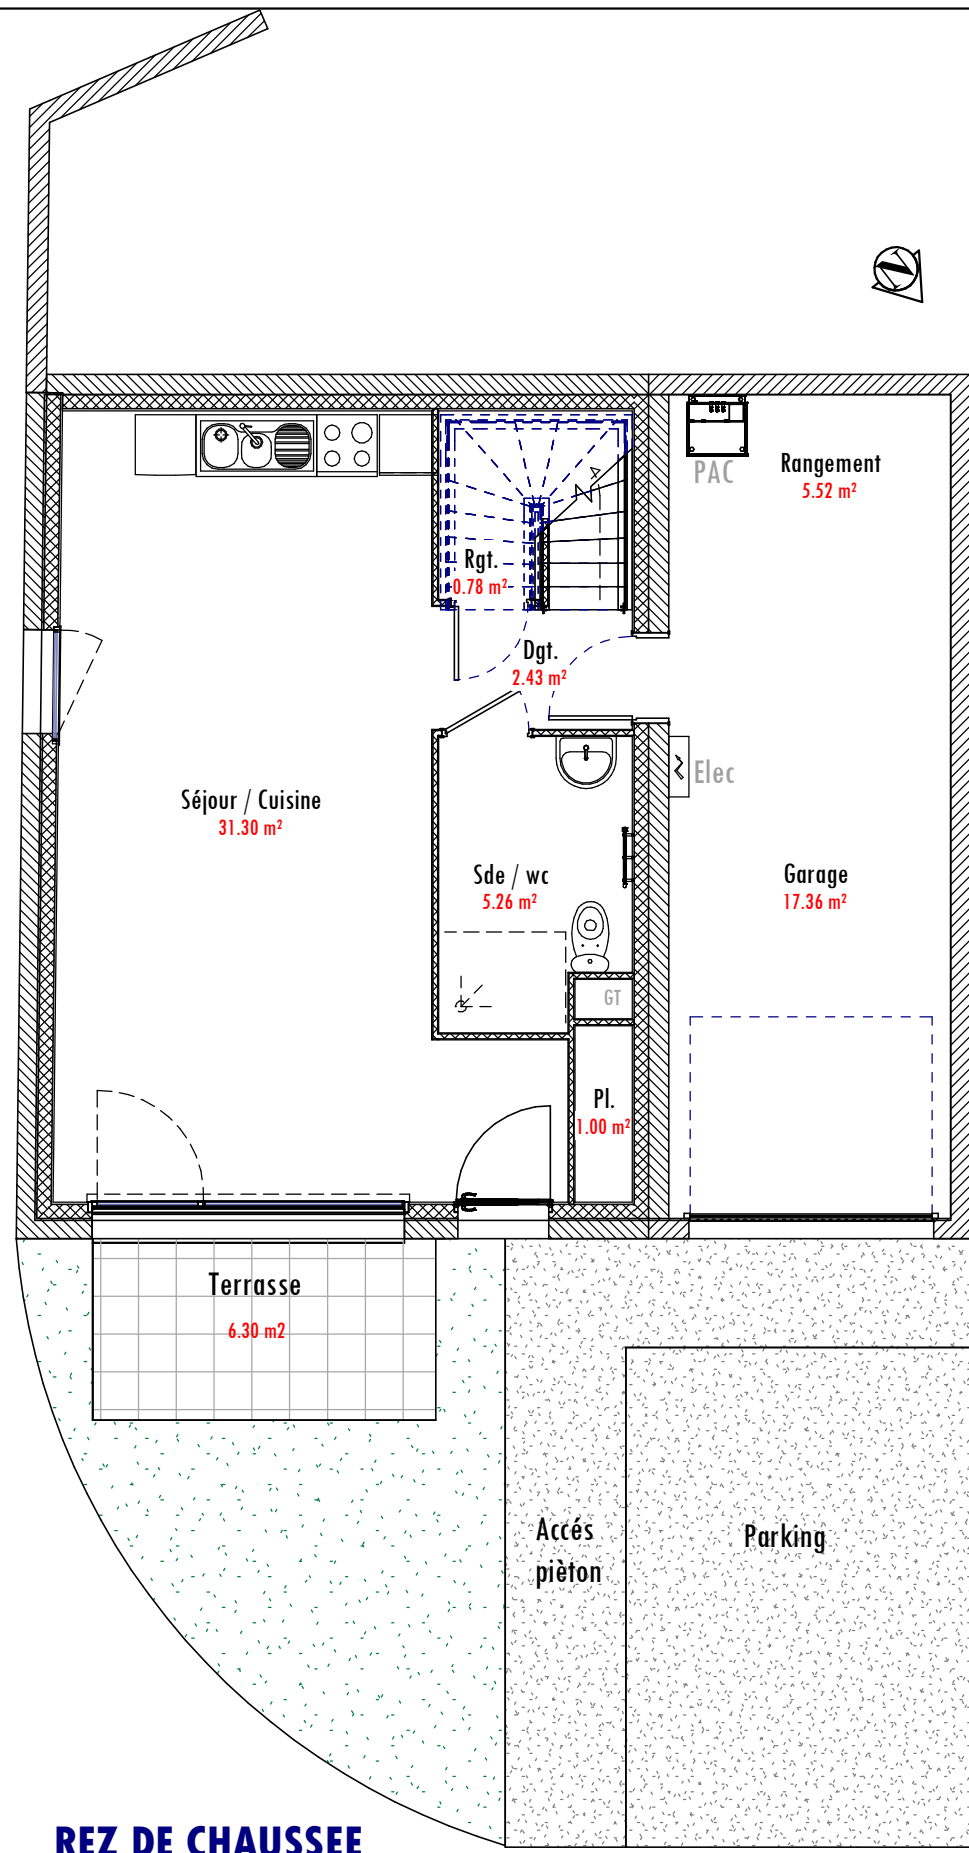 N
PAC
Rangement
5.52 m²
Rgt.
0.78 m²
Dgt.
2.43 m²
Elec
Séjour / Cuisine
31.30 m²
Sde / wc
5.26 m²
Garage
17.36 m²
GT
Pl.
1.00 m²
Terrasse
6.30 m2
Accés
pièton
Parking
REZ DE CHAUSSEE